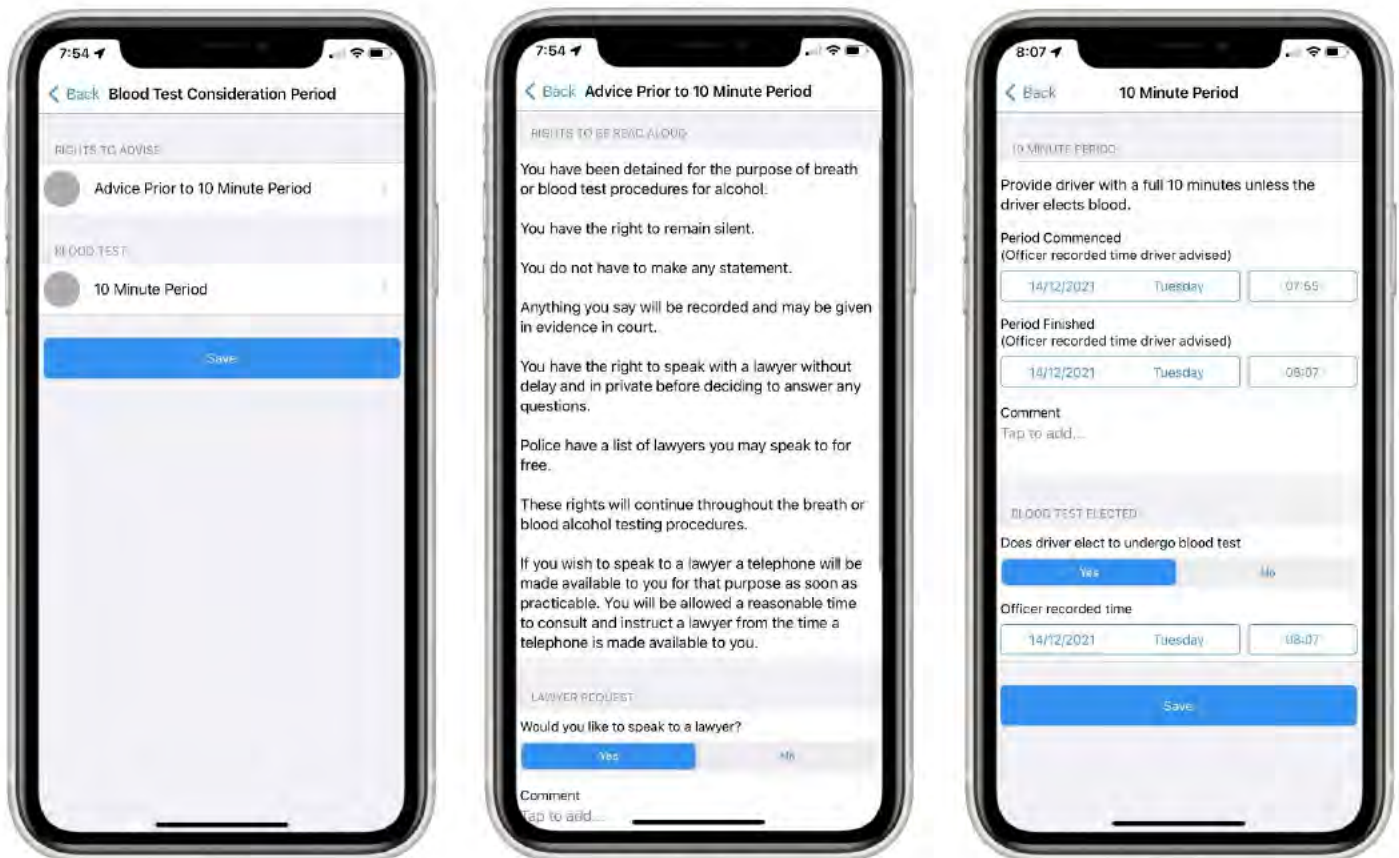 7:54
Back Blood Test Consideration Period
RIGHTS TO ADVISE
Advice Prior to 10 Minute Period
BLOOD TEST
10 Minute Period
Save
7:54
Back Advice Prior to 10 Minute Period
RIGHTS TO BE READ ALOUD
You have been detained for the purpose of breath
or blood test procedures for alcohol.
You have the right to remain silent.
You do not have to make any statement.
Anything you say will be recorded and may be given
in evidence in court.
You have the right to speak with a lawyer without
delay and in private before deciding to answer any
questions.
Police have a list of lawyers you may speak to for
free.
These rights will continue throughout the breath or
blood alcohol testing procedures.
If you wish to speak to a lawyer a telephone will be
made available to you for that purpose as soon as
practicable. You will be allowed a reasonable time
to consult and instruct a lawyer from the time a
telephone is made available to you.
LAWYER REQUEST
Would you like to speak to a lawyer?
Yes No
Comment
Tap to add...
8:07
Back 10 Minute Period
10 MINUTE PERIOD
Provide driver with a full 10 minutes unless the
driver elects blood.
Period Commenced
(Officer recorded time driver advised)
14/12/2021 Tuesday 07:55
Period Finished
(Officer recorded time driver advised)
14/12/2021 Tuesday 08:07
Comment
Tap to add...
BLOOD TEST ELECTED
Does driver elect to undergo blood test
Yes No
Officer recorded time
14/12/2021 Tuesday 08:07
Save